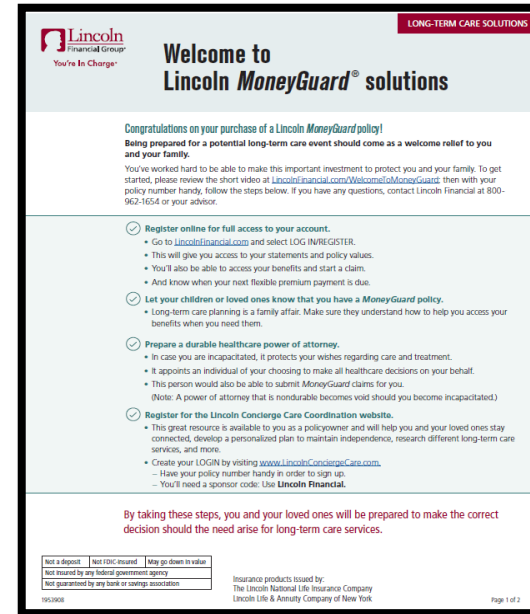 LONG-TERM CARE SOLUTIONS
Lincoln
Financial Group®
You're In Charge®
Welcome to
Lincoln MoneyGuard® solutions
Congratulations on your purchase of a Lincoln MoneyGuard policy!
Being prepared for a potential long-term care event should come as a welcome relief to you
and your family.
You've worked hard to be able to make this important investment to protect you and your family. To get
started, please review the short video at LincolnFinancial.com/WelcomeToMoneyGuard; then with your
policy number handy, follow the steps below. If you have any questions, contact Lincoln Financial at 800-
962-1654 or your advisor.
Register online for full access to your account.
• Go to LincolnFinancial.com and select LOG IN/REGISTER.
• This will give you access to your statements and policy values.
• You'll also be able to access your benefits and start a claim.
• And know when your next flexible premium payment is due.
Let your children or loved ones know that you have a MoneyGuard policy.
• Long-term care planning is a family affair. Make sure they understand how to help you access your
benefits when you need them.
Prepare a durable healthcare power of attorney.
• In case you are incapacitated, it protects your wishes regarding care and treatment.
• It appoints an individual of your choosing to make all healthcare decisions on your behalf.
• This person would also be able to submit MoneyGuard claims for you.
(Note: A power of attorney that is nondurable becomes void should you become incapacitated.)
Register for the Lincoln Concierge Care Coordination website.
• This great resource is available to you as a policyowner and will help you and your loved ones stay
connected, develop a personalized plan to maintain independence, research different long-term care
services, and more.
• Create your LOGIN by visiting www.LincolnConciergeCare.com.
– Have your policy number handy in order to sign up.
– You'll need a sponsor code: Use Lincoln Financial.
By taking these steps, you and your loved ones will be prepared to make the correct
decision should the need arise for long-term care services.
Not a deposit Not FDIC-insured May go down in value
Not insured by any federal government agency
Not guaranteed by any bank or savings association
1953908
Insurance products issued by:
The Lincoln National Life Insurance Company
Lincoln Life & Annuity Company of New York
Page 1 of 2